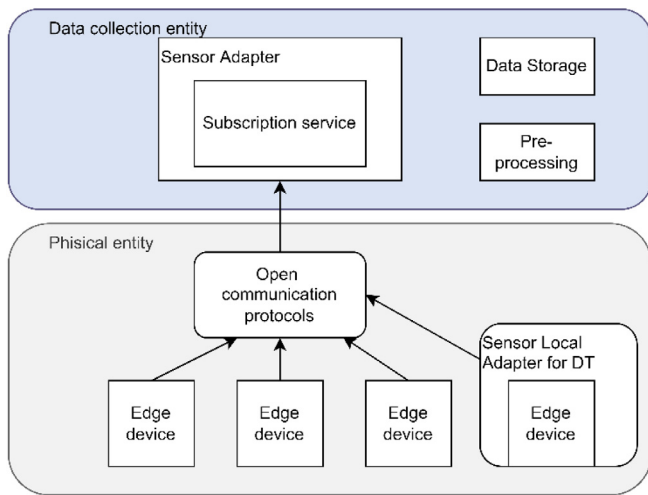 Data collection entity
Sensor Adapter
Subscription service
Data Storage
Pre-
processing
Phisical entity
Open
communication
protocols
Sensor Local
Adapter for DT
Edge
device
Edge
device
Edge
device
Edge
device